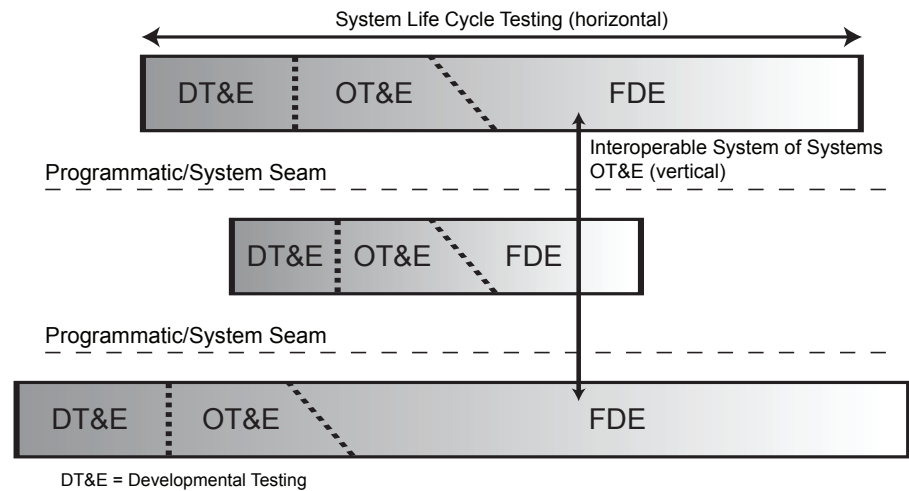 System Life Cycle Testing (horizontal)
DT&E OT&E FDE
Interoperable System of Systems
OT&E (vertical)
Programmatic/System Seam
DT&E OT&E FDE
Programmatic/System Seam
DT&E OT&E FDE
DT&E = Developmental Testing